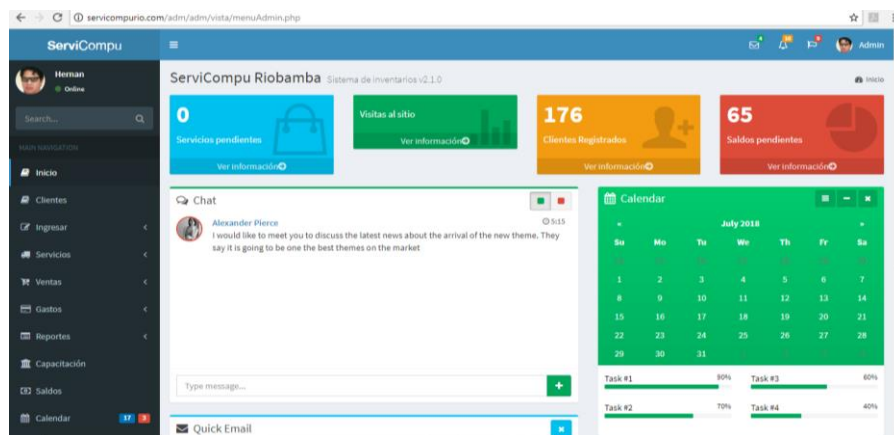 servicompurio.com/adm/adm/vista/menuAdmin.php
ServiCompu
Admin
Hernan
Online
Search...
MAIN NAVIGATION
Inicio
Clientes
Ingresar
Servicios
Ventas
Gastos
Reportes
Capacitación
Saldos
Calendar 17 3
ServiCompu Riobamba Sistema de inventarios v2.1.0
Inicio
0
Servicios pendientes
Ver información
Visitas al sitio
Ver información
176
Clientes Registrados
Ver información
65
Saldos pendientes
Ver información
Chat
Alexander Pierce 5:15
I would like to meet you to discuss the latest news about the arrival of the new theme. They
say it is going to be one the best themes on the market
Type message...
Quick Email
Calendar
« July 2018 »
Su Mo Tu We Th Fr Sa
1 2 3 4 5 6 7
8 9 10 11 12 13 14
15 16 17 18 19 20 21
22 23 24 25 26 27 28
29 30 31
Task #1 90% Task #3 60%
Task #2 70% Task #4 40%